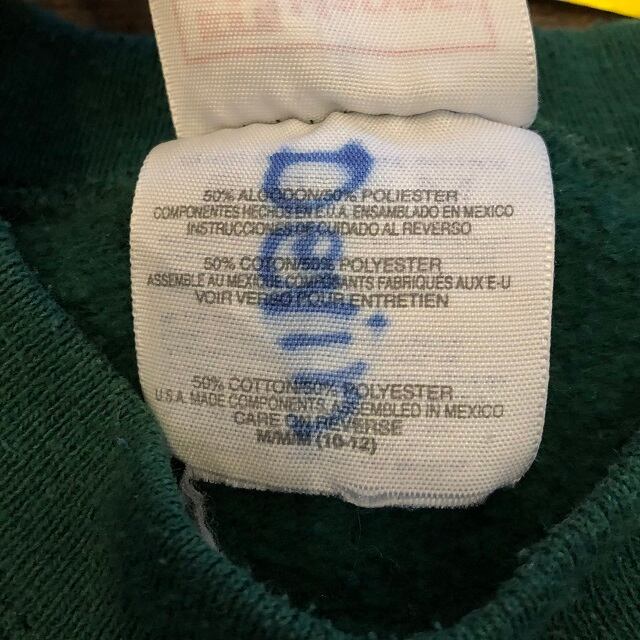 50% ALGODON/50% POLIESTER
COMPONENTES HECHOS EN E.U.A. ENSAMBLADO EN MEXICO
INSTRUCCIONES DE CUIDADO AL REVERSO
50% COTON/50% POLYESTER
ASSEMBLE AU MEXIQUE COMPOSANTS FABRIQUES AUX E-U
VOIR VERSO POUR ENTRETIEN
50% COTTON/50% POLYESTER
U.S.A. MADE COMPONENTS, ASSEMBLED IN MEXICO
CARE ON REVERSE
M/M/M (10-12)